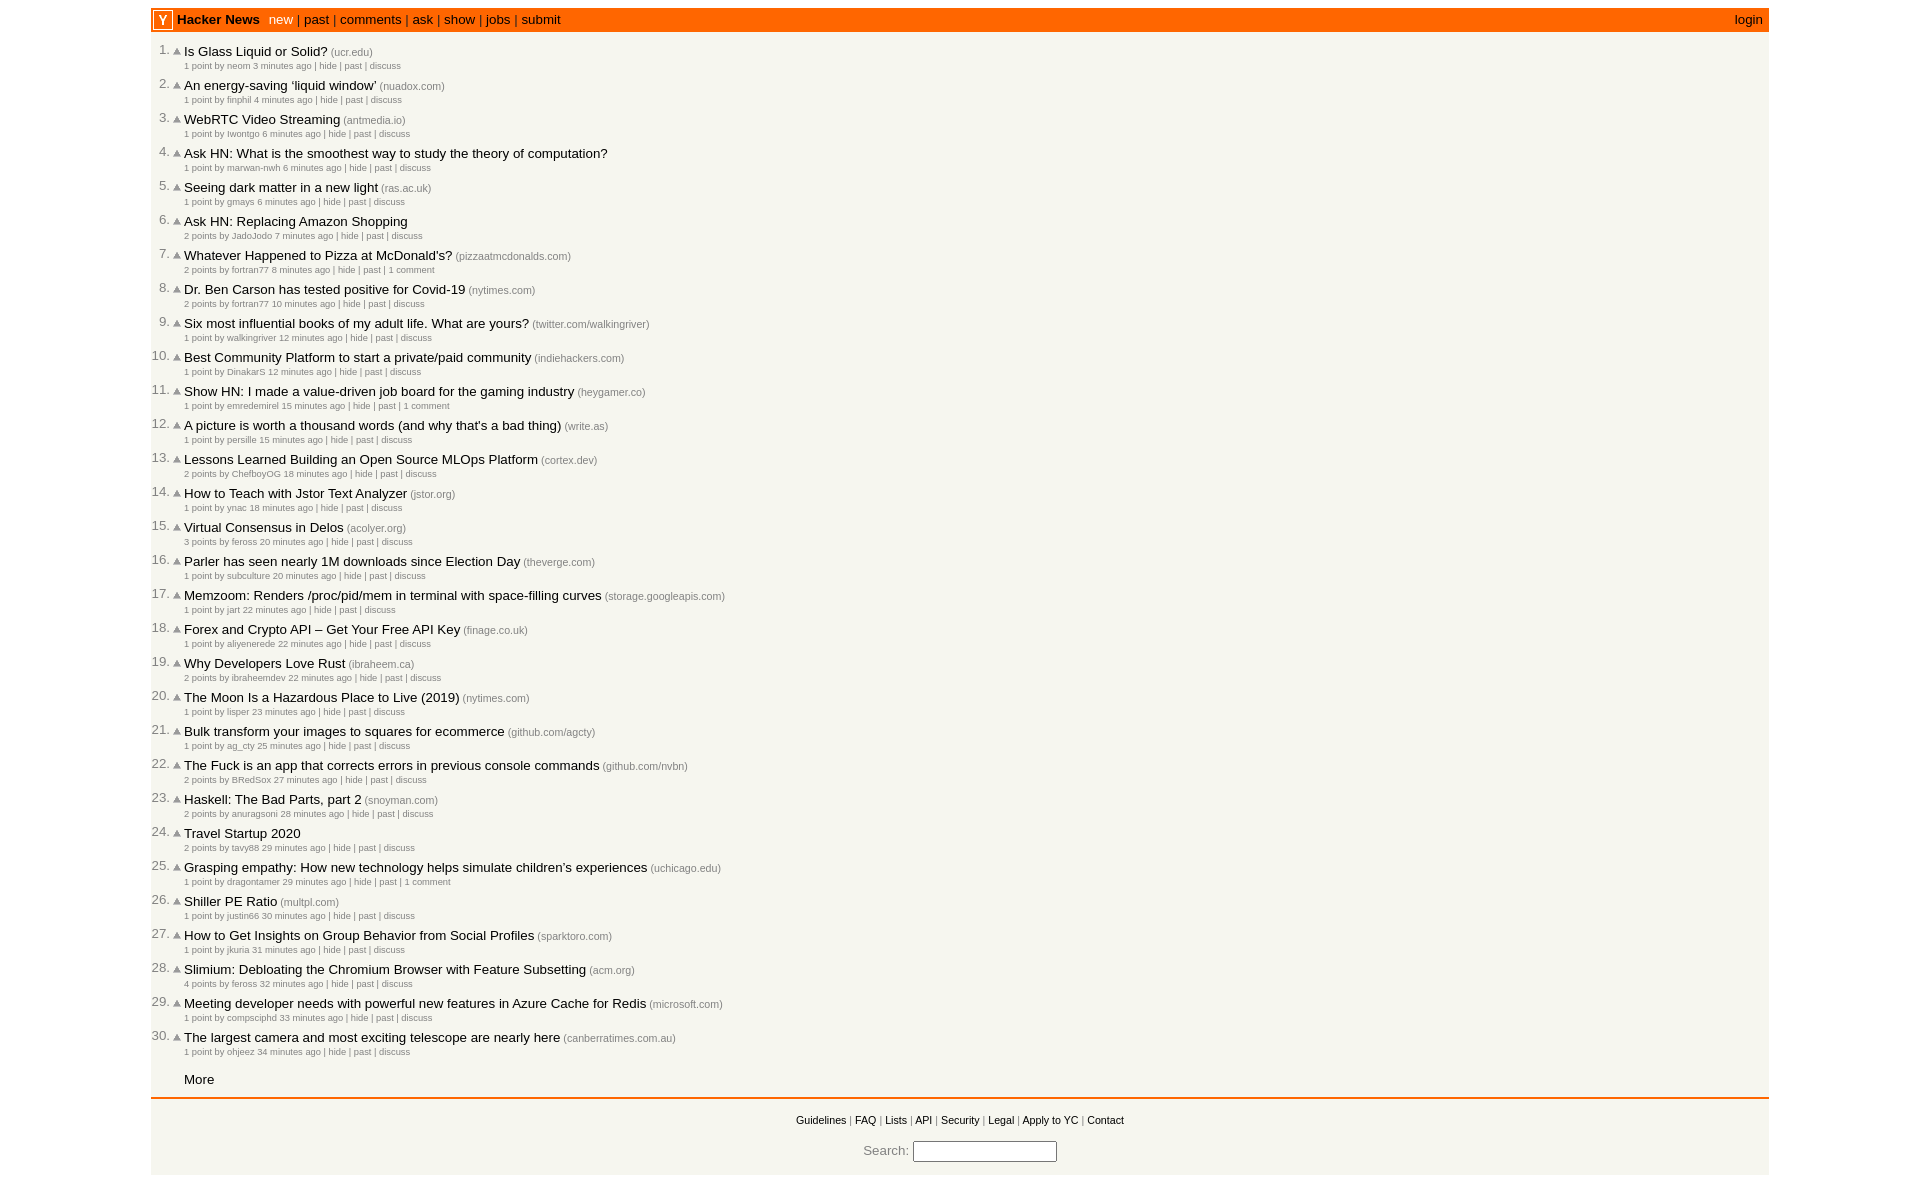 Y Hacker News new | past | comments | ask | show | jobs | submit login
1. Is Glass Liquid or Solid? (ucr.edu)
1 point by neom 3 minutes ago | hide | past | discuss
2. An energy-saving ‘liquid window’ (nuadox.com)
1 point by finphil 4 minutes ago | hide | past | discuss
3. WebRTC Video Streaming (antmedia.io)
1 point by Iwontgo 6 minutes ago | hide | past | discuss
4. Ask HN: What is the smoothest way to study the theory of computation?
1 point by marwan-nwh 6 minutes ago | hide | past | discuss
5. Seeing dark matter in a new light (ras.ac.uk)
1 point by gmays 6 minutes ago | hide | past | discuss
6. Ask HN: Replacing Amazon Shopping
2 points by JadoJodo 7 minutes ago | hide | past | discuss
7. Whatever Happened to Pizza at McDonald's? (pizzaatmcdonalds.com)
2 points by fortran77 8 minutes ago | hide | past | 1 comment
8. Dr. Ben Carson has tested positive for Covid-19 (nytimes.com)
2 points by fortran77 10 minutes ago | hide | past | discuss
9. Six most influential books of my adult life. What are yours? (twitter.com/walkingriver)
1 point by walkingriver 12 minutes ago | hide | past | discuss
10. Best Community Platform to start a private/paid community (indiehackers.com)
1 point by DinakarS 12 minutes ago | hide | past | discuss
11. Show HN: I made a value-driven job board for the gaming industry (heygamer.co)
1 point by emredemirel 15 minutes ago | hide | past | 1 comment
12. A picture is worth a thousand words (and why that's a bad thing) (write.as)
1 point by persille 15 minutes ago | hide | past | discuss
13. Lessons Learned Building an Open Source MLOps Platform (cortex.dev)
2 points by ChefboyOG 18 minutes ago | hide | past | discuss
14. How to Teach with Jstor Text Analyzer (jstor.org)
1 point by ynac 18 minutes ago | hide | past | discuss
15. Virtual Consensus in Delos (acolyer.org)
3 points by feross 20 minutes ago | hide | past | discuss
16. Parler has seen nearly 1M downloads since Election Day (theverge.com)
1 point by subculture 20 minutes ago | hide | past | discuss
17. Memzoom: Renders /proc/pid/mem in terminal with space-filling curves (storage.googleapis.com)
1 point by jart 22 minutes ago | hide | past | discuss
18. Forex and Crypto API – Get Your Free API Key (finage.co.uk)
1 point by aliyenerede 22 minutes ago | hide | past | discuss
19. Why Developers Love Rust (ibraheem.ca)
2 points by ibraheemdev 22 minutes ago | hide | past | discuss
20. The Moon Is a Hazardous Place to Live (2019) (nytimes.com)
1 point by lisper 23 minutes ago | hide | past | discuss
21. Bulk transform your images to squares for ecommerce (github.com/agcty)
1 point by ag_cty 25 minutes ago | hide | past | discuss
22. The Fuck is an app that corrects errors in previous console commands (github.com/nvbn)
2 points by BRedSox 27 minutes ago | hide | past | discuss
23. Haskell: The Bad Parts, part 2 (snoyman.com)
2 points by anuragsoni 28 minutes ago | hide | past | discuss
24. Travel Startup 2020
2 points by tavy88 29 minutes ago | hide | past | discuss
25. Grasping empathy: How new technology helps simulate children’s experiences (uchicago.edu)
1 point by dragontamer 29 minutes ago | hide | past | 1 comment
26. Shiller PE Ratio (multpl.com)
1 point by justin66 30 minutes ago | hide | past | discuss
27. How to Get Insights on Group Behavior from Social Profiles (sparktoro.com)
1 point by jkuria 31 minutes ago | hide | past | discuss
28. Slimium: Debloating the Chromium Browser with Feature Subsetting (acm.org)
4 points by feross 32 minutes ago | hide | past | discuss
29. Meeting developer needs with powerful new features in Azure Cache for Redis (microsoft.com)
1 point by compsciphd 33 minutes ago | hide | past | discuss
30. The largest camera and most exciting telescope are nearly here (canberratimes.com.au)
1 point by ohjeez 34 minutes ago | hide | past | discuss
More
Guidelines | FAQ | Lists | API | Security | Legal | Apply to YC | Contact
Search: